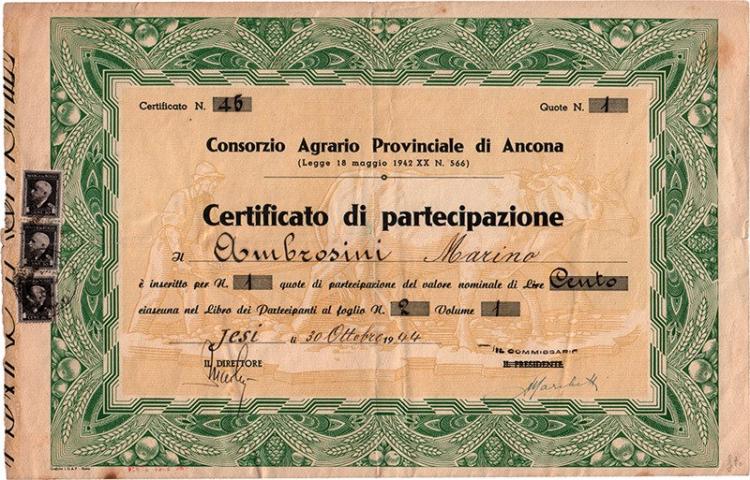 Certificato N. 46
Quote N. 1
Consorzio Agrario Provinciale di Ancona
(Legge 18 maggio 1942 XX N. 566)
Certificato di partecipazione
Il Ambrosini Marino
è inscritto per N. 1 quote di partecipazione del valore nominale di Lire Cento
ciascuna nel Libro dei Partecipanti al foglio N. 2 Volume 1
Jesi li 30 Ottobre 1944
IL DIRETTORE
IL COMMISSARIO
IL PRESIDENTE